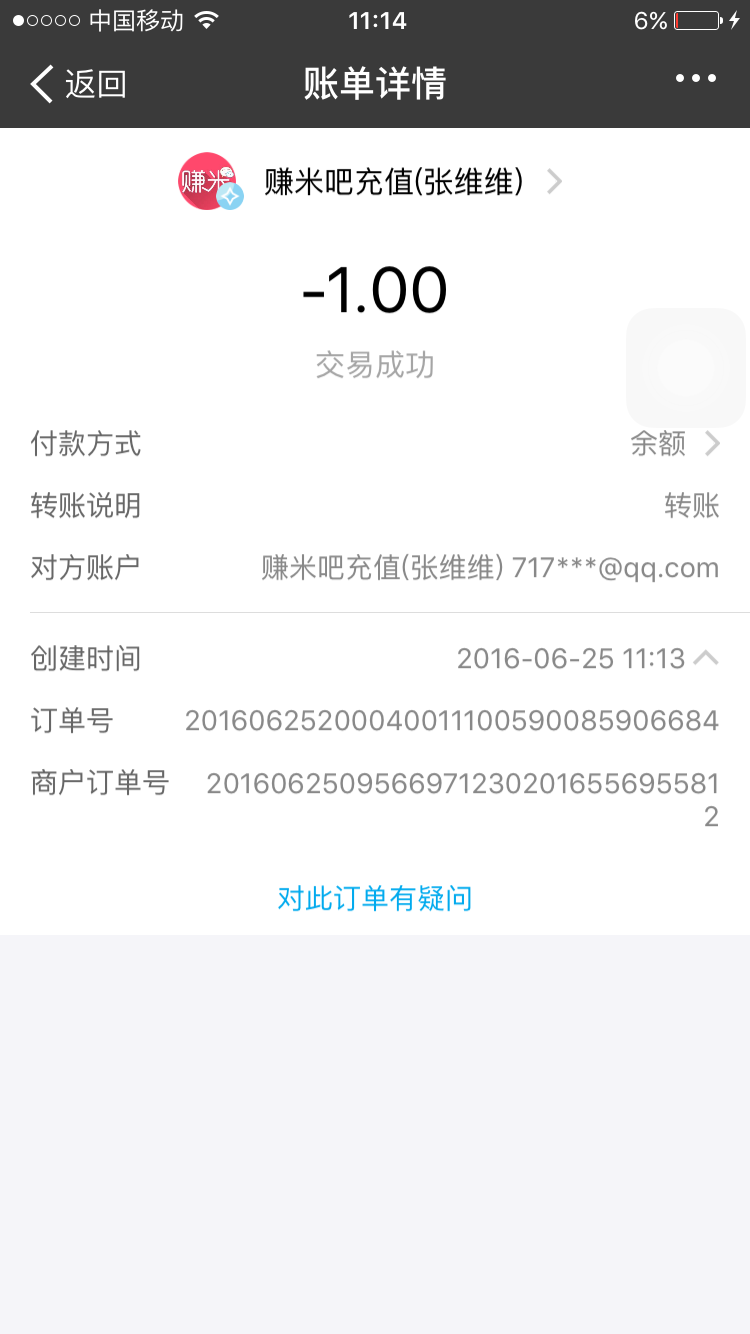 中国移动 11:14 6%
返回 账单详情
赚米
赚米吧充值(张维维)
-1.00
交易成功
付款方式 余额
转账说明 转账
对方账户 赚米吧充值(张维维) 717***@qq.com
创建时间 2016-06-25 11:13
订单号 20160625200040011100590085906684
商户订单号 2016062509566971230201655695581
2
对此订单有疑问